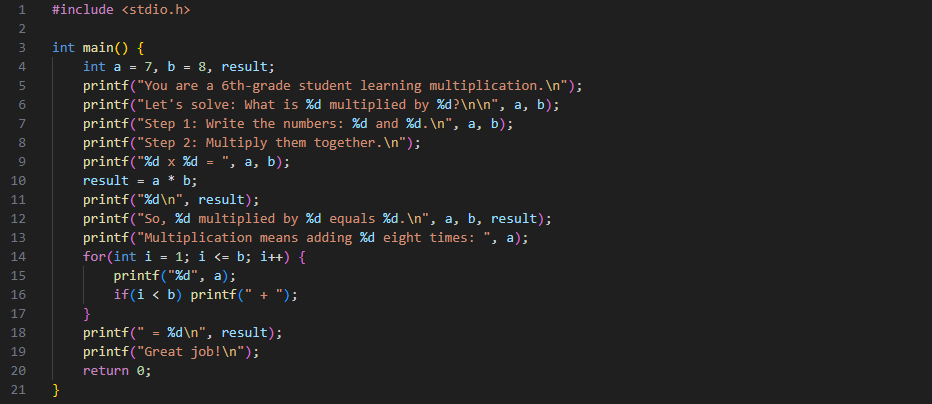 1 #include <stdio.h>
2
3 int main() {
4     int a = 7, b = 8, result;
5     printf("You are a 6th-grade student learning multiplication.\n");
6     printf("Let's solve: What is %d multiplied by %d?\n\n", a, b);
7     printf("Step 1: Write the numbers: %d and %d.\n", a, b);
8     printf("Step 2: Multiply them together.\n");
9     printf("%d x %d = ", a, b);
10     result = a * b;
11     printf("%d\n", result);
12     printf("So, %d multiplied by %d equals %d.\n", a, b, result);
13     printf("Multiplication means adding %d eight times: ", a);
14     for(int i = 1; i <= b; i++) {
15         printf("%d", a);
16         if(i < b) printf(" + ");
17     }
18     printf(" = %d\n", result);
19     printf("Great job!\n");
20     return 0;
21 }